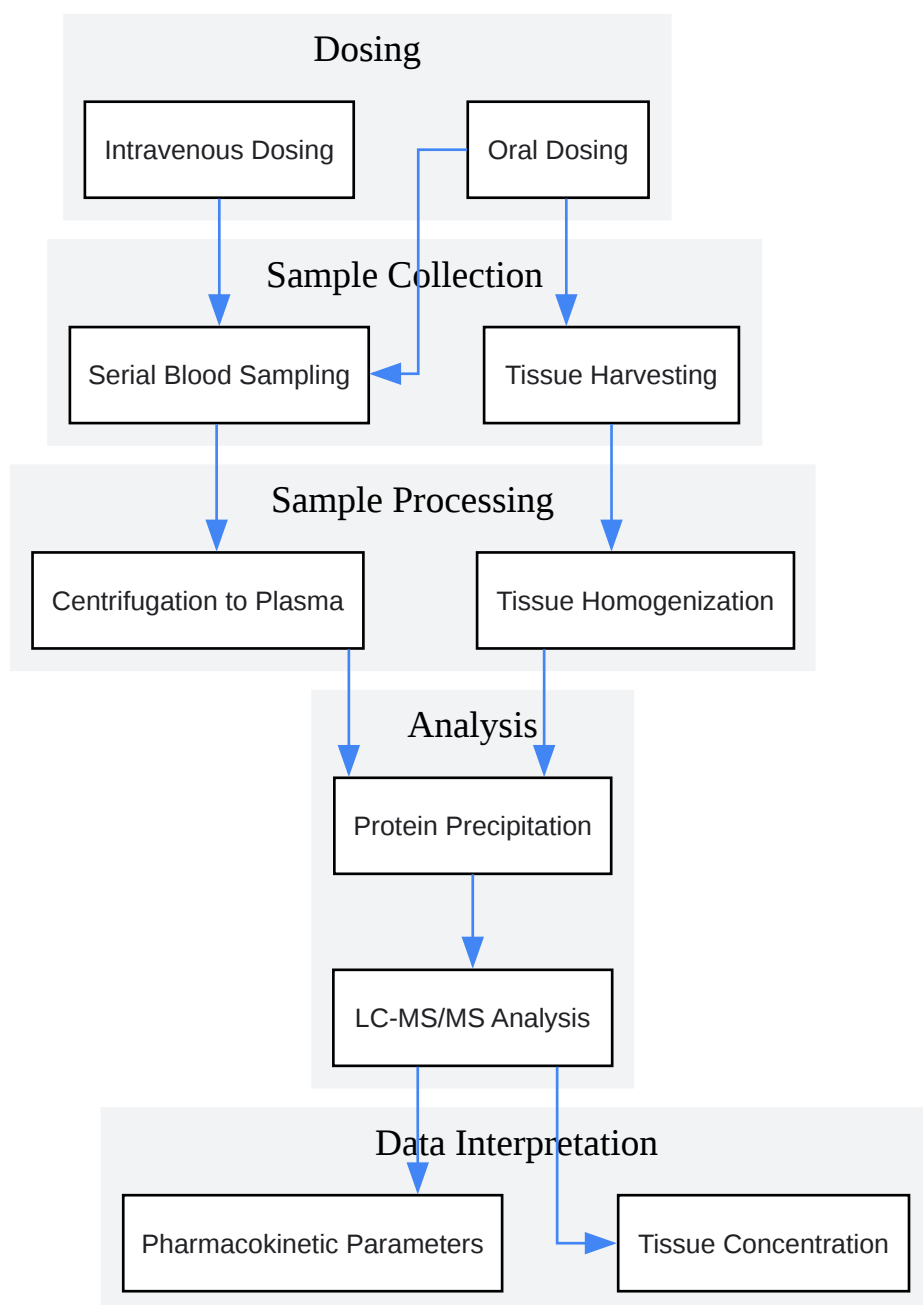 Dosing
Intravenous Dosing
Oral Dosing
Sample Collection
Serial Blood Sampling
Tissue Harvesting
Sample Processing
Centrifugation to Plasma
Tissue Homogenization
Analysis
Protein Precipitation
LC-MS/MS Analysis
Data Interpretation
Pharmacokinetic Parameters
Tissue Concentration